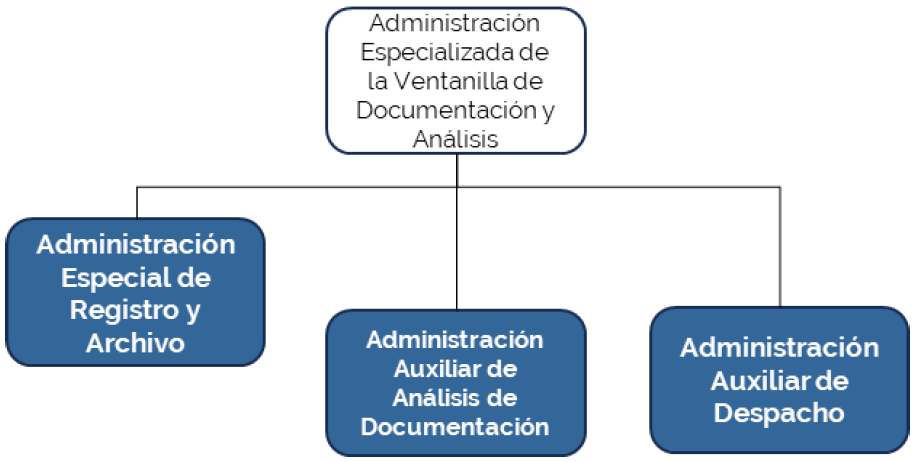 Administración
Especializada de
la Ventanilla de
Documentación y
Análisis
Administración
Especial de
Registro y
Archivo
Administración
Auxiliar de
Análisis de
Documentación
Administración
Auxiliar de
Despacho